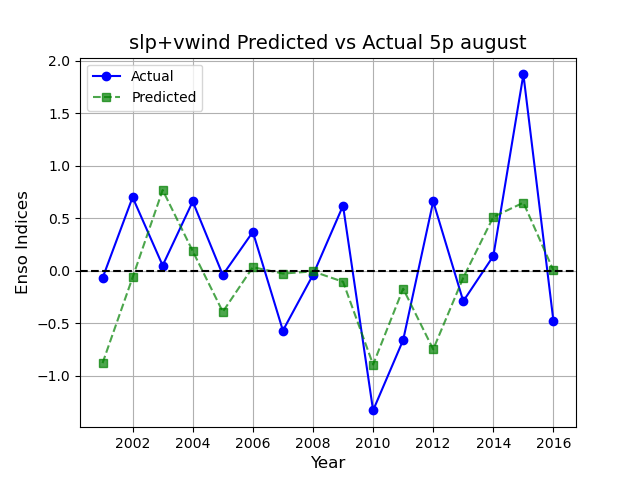 slp+vwind Predicted vs Actual 5p august
Actual
Predicted
Enso Indices
2.0
1.5
1.0
0.5
0.0
−0.5
−1.0
2002 2004 2006 2008 2010 2012 2014 2016
Year